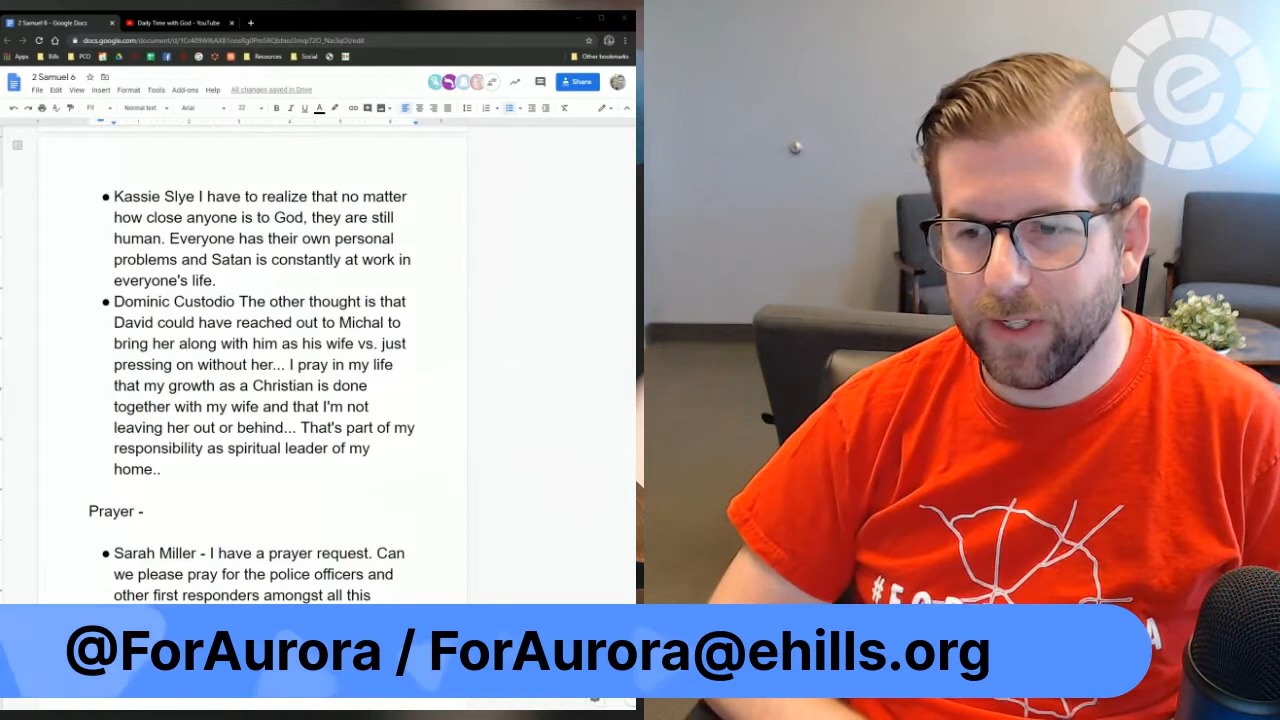 2 Samuel 6 - Google Docs
Daily Time with God - YouTube
Apps Bills PCO Resources Social Other bookmarks
2 Samuel 6
File Edit View Insert Format Tools Add-ons Help All changes saved in Drive
Share
Normal text Arial 22
● Kassie Slye I have to realize that no matter
how close anyone is to God, they are still
human. Everyone has their own personal
problems and Satan is constantly at work in
everyone's life.
● Dominic Custodio The other thought is that
David could have reached out to Michal to
bring her along with him as his wife vs. just
pressing on without her... I pray in my life
that my growth as a Christian is done
together with my wife and that I'm not
leaving her out or behind... That's part of my
responsibility as spiritual leader of my
home..
Prayer -
● Sarah Miller - I have a prayer request. Can
we please pray for the police officers and
other first responders amongst all this
@ForAurora / ForAurora@ehills.org
e